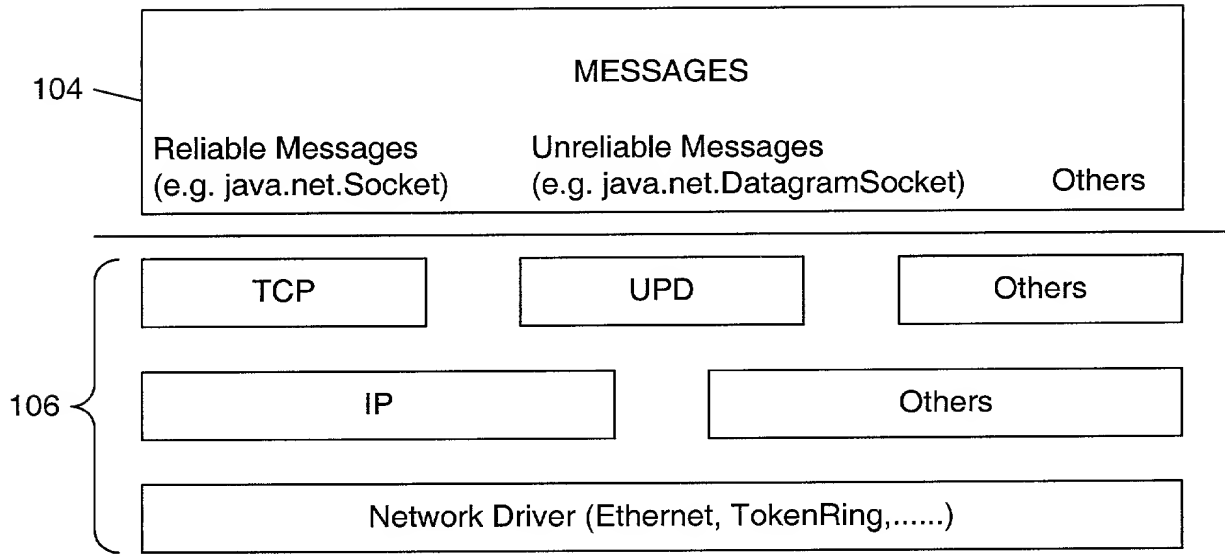 MESSAGES
104
Reliable Messages
(e.g. java.net.Socket)
Unreliable Messages
(e.g. java.net.DatagramSocket)
Others
TCP
UPD
Others
106
IP
Others
Network Driver (Ethernet, TokenRing,......)